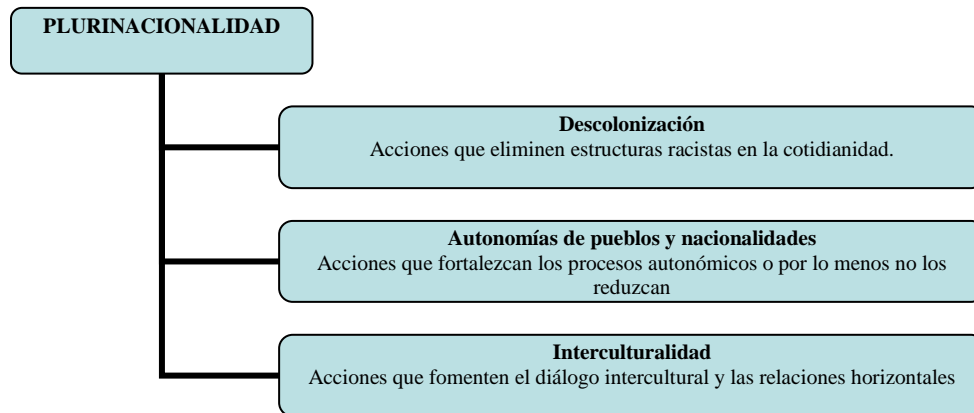 PLURINACIONALIDAD
Descolonización
Acciones que eliminen estructuras racistas en la cotidianidad.
Autonomías de pueblos y nacionalidades
Acciones que fortalezcan los procesos autonómicos o por lo menos no los
reduzcan
Interculturalidad
Acciones que fomenten el diálogo intercultural y las relaciones horizontales